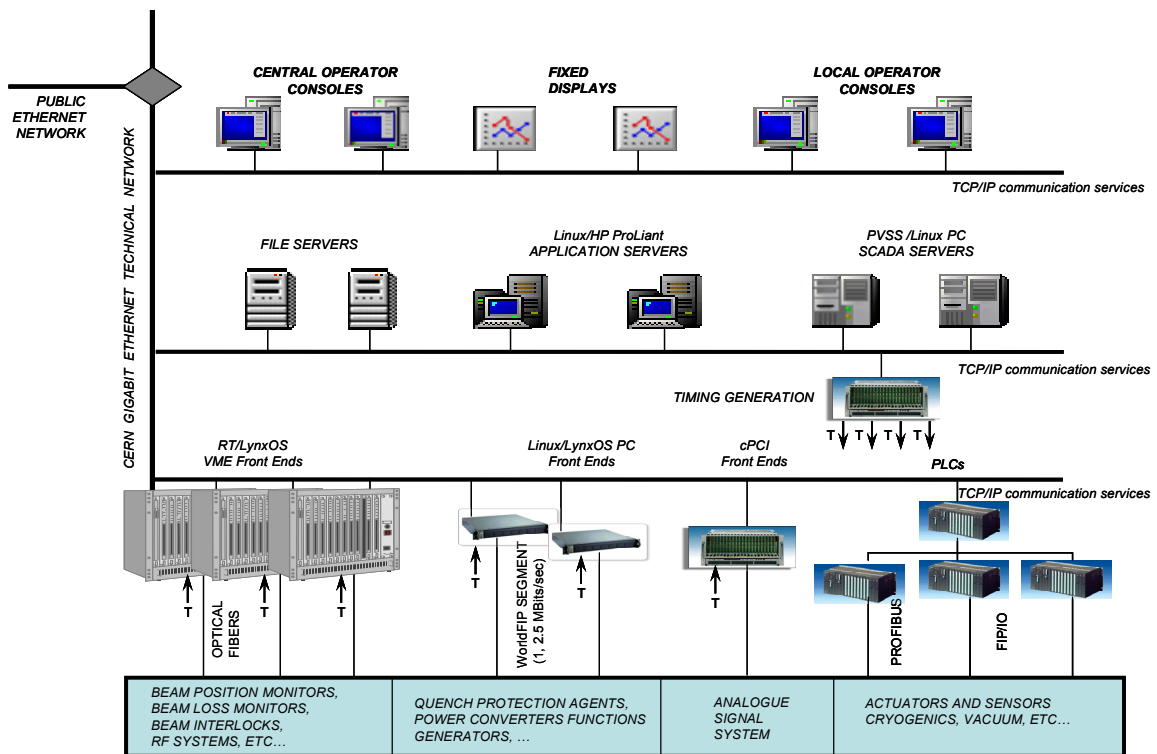 CENTRAL OPERATOR
CONSOLES
FIXED
DISPLAYS
LOCAL OPERATOR
CONSOLES
PUBLIC
ETHERNET
NETWORK
CERN GIGABIT ETHERNET TECHNICAL NETWORK
TCP/IP communication services
FILE SERVERS
Linux/HP ProLiant
APPLICATION SERVERS
PVSS /Linux PC
SCADA SERVERS
TCP/IP communication services
TIMING GENERATION
T
T
T
T
RT/LynxOS
VME Front Ends
Linux/LynxOS PC
Front Ends
cPCI
Front Ends
PLCs
TCP/IP communication services
T
T
T
T
T
T
OPTICAL
FIBERS
WorldFIP SEGMENT
(1, 2.5 MBits/sec)
PROFIBUS
FIP/IO
BEAM POSITION MONITORS,
BEAM LOSS MONITORS,
BEAM INTERLOCKS,
RF SYSTEMS, ETC...
QUENCH PROTECTION AGENTS,
POWER CONVERTERS FUNCTIONS
GENERATORS, ...
ANALOGUE
SIGNAL
SYSTEM
ACTUATORS AND SENSORS
CRYOGENICS, VACUUM, ETC...